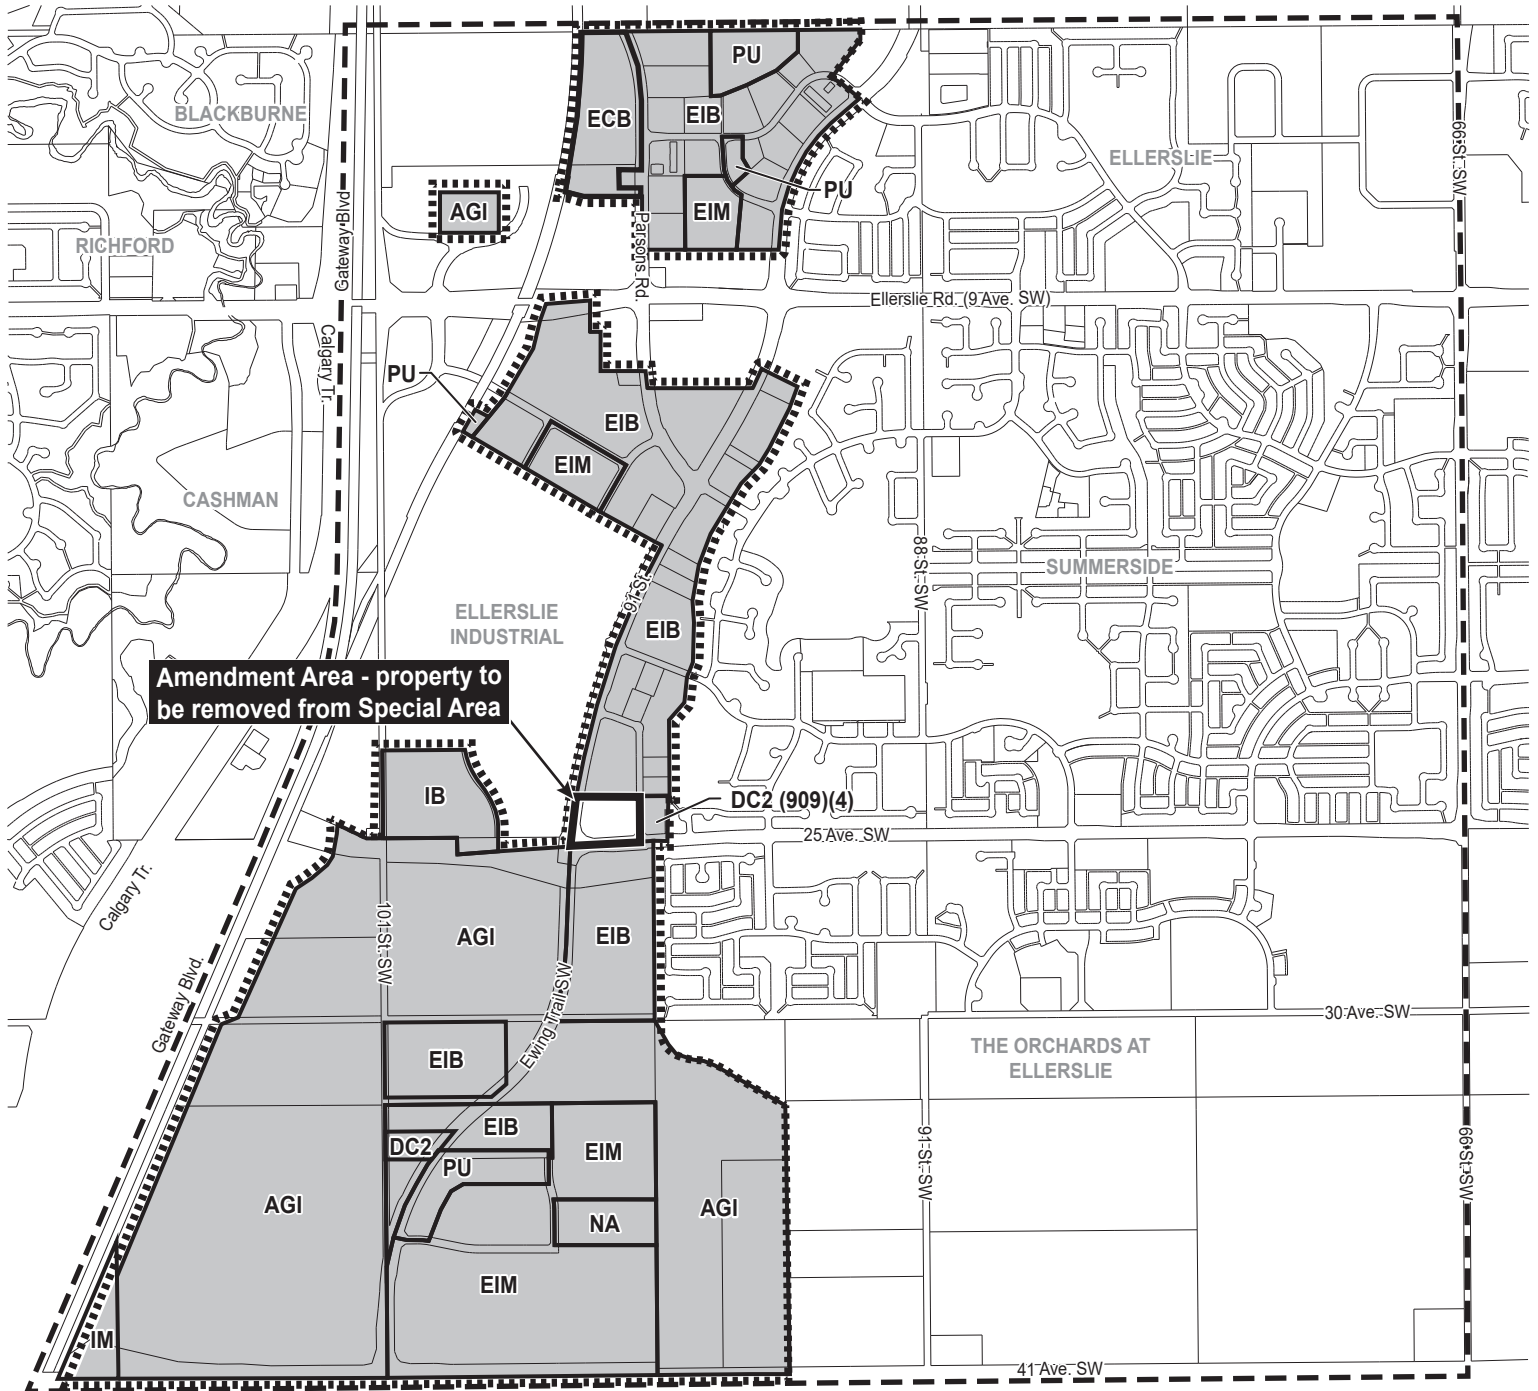 PU
BLACKBURNE
ECB
EIB
66 St. SW
ELLERSLIE
PU
AGI
EIM
Gateway Blvd
Parsons Rd.
RICHFORD
Ellerslie Rd. (9 Ave. SW)
Calgary Tr.
PU
EIB
EIM
CASHMAN
88 St. SW
SUMMERSIDE
91 St.
ELLERSLIE
INDUSTRIAL
EIB
Amendment Area - property to
be removed from Special Area
IB
DC2 (909)(4)
25 Ave. SW
Calgary Tr.
101 St. SW
AGI
EIB
Gateway Blvd.
Ewing Trail SW
30 Ave. SW
EIB
THE ORCHARDS AT
ELLERSLIE
EIB
DC2
EIM
PU
91 St. SW
66 St. SW
AGI
AGI
NA
EIM
IM
41 Ave. SW